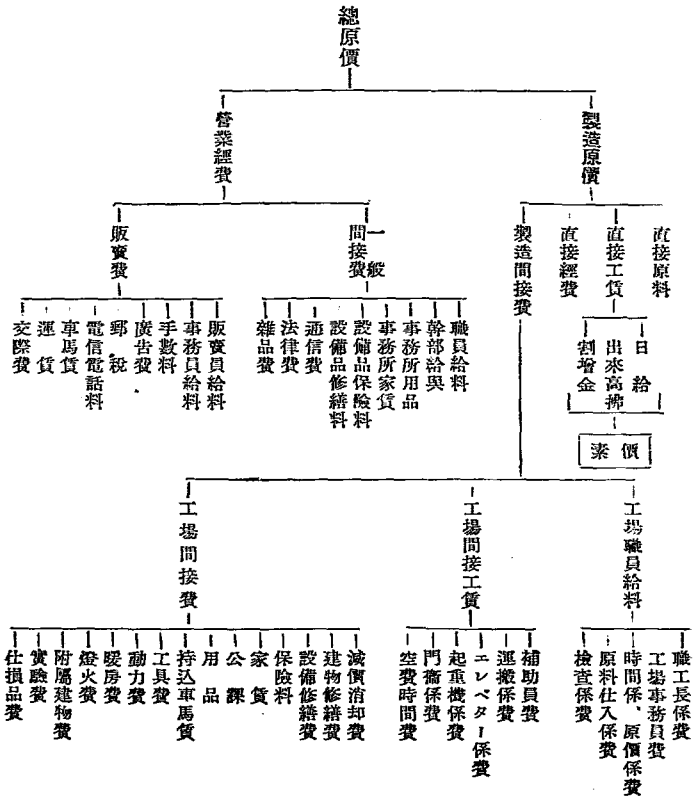 總原價
製造原價
營業經費
直接原料
直接工賃
直接經費
製造間接費
一般
間接費
販賣費
日給
出來高拂
割增金
素價
職員給料
幹部給與
事務所用品
事務所家賃
設備品保險料
設備品修繕料
通信費
法律費
雜品費
販賣員給料
事務員給料
手數料
廣吿費
郵稅
電信電話料
車馬賃
運賃
交際費
工場職員給料
工場間接工賃
工場間接費
職工長係費
工場事務員費
時間係、原價係費
原料仕入係費
檢查係費
補助員費
運搬係費
エレベター係費
起重機係費
門衞係費
空費時間費
減價消却費
建物修繕費
設備修繕費
保險料
家賃
公課
用品
持込車馬賃
工具費
動力費
暖房費
燈火費
附屬建物費
實驗費
仕損品費